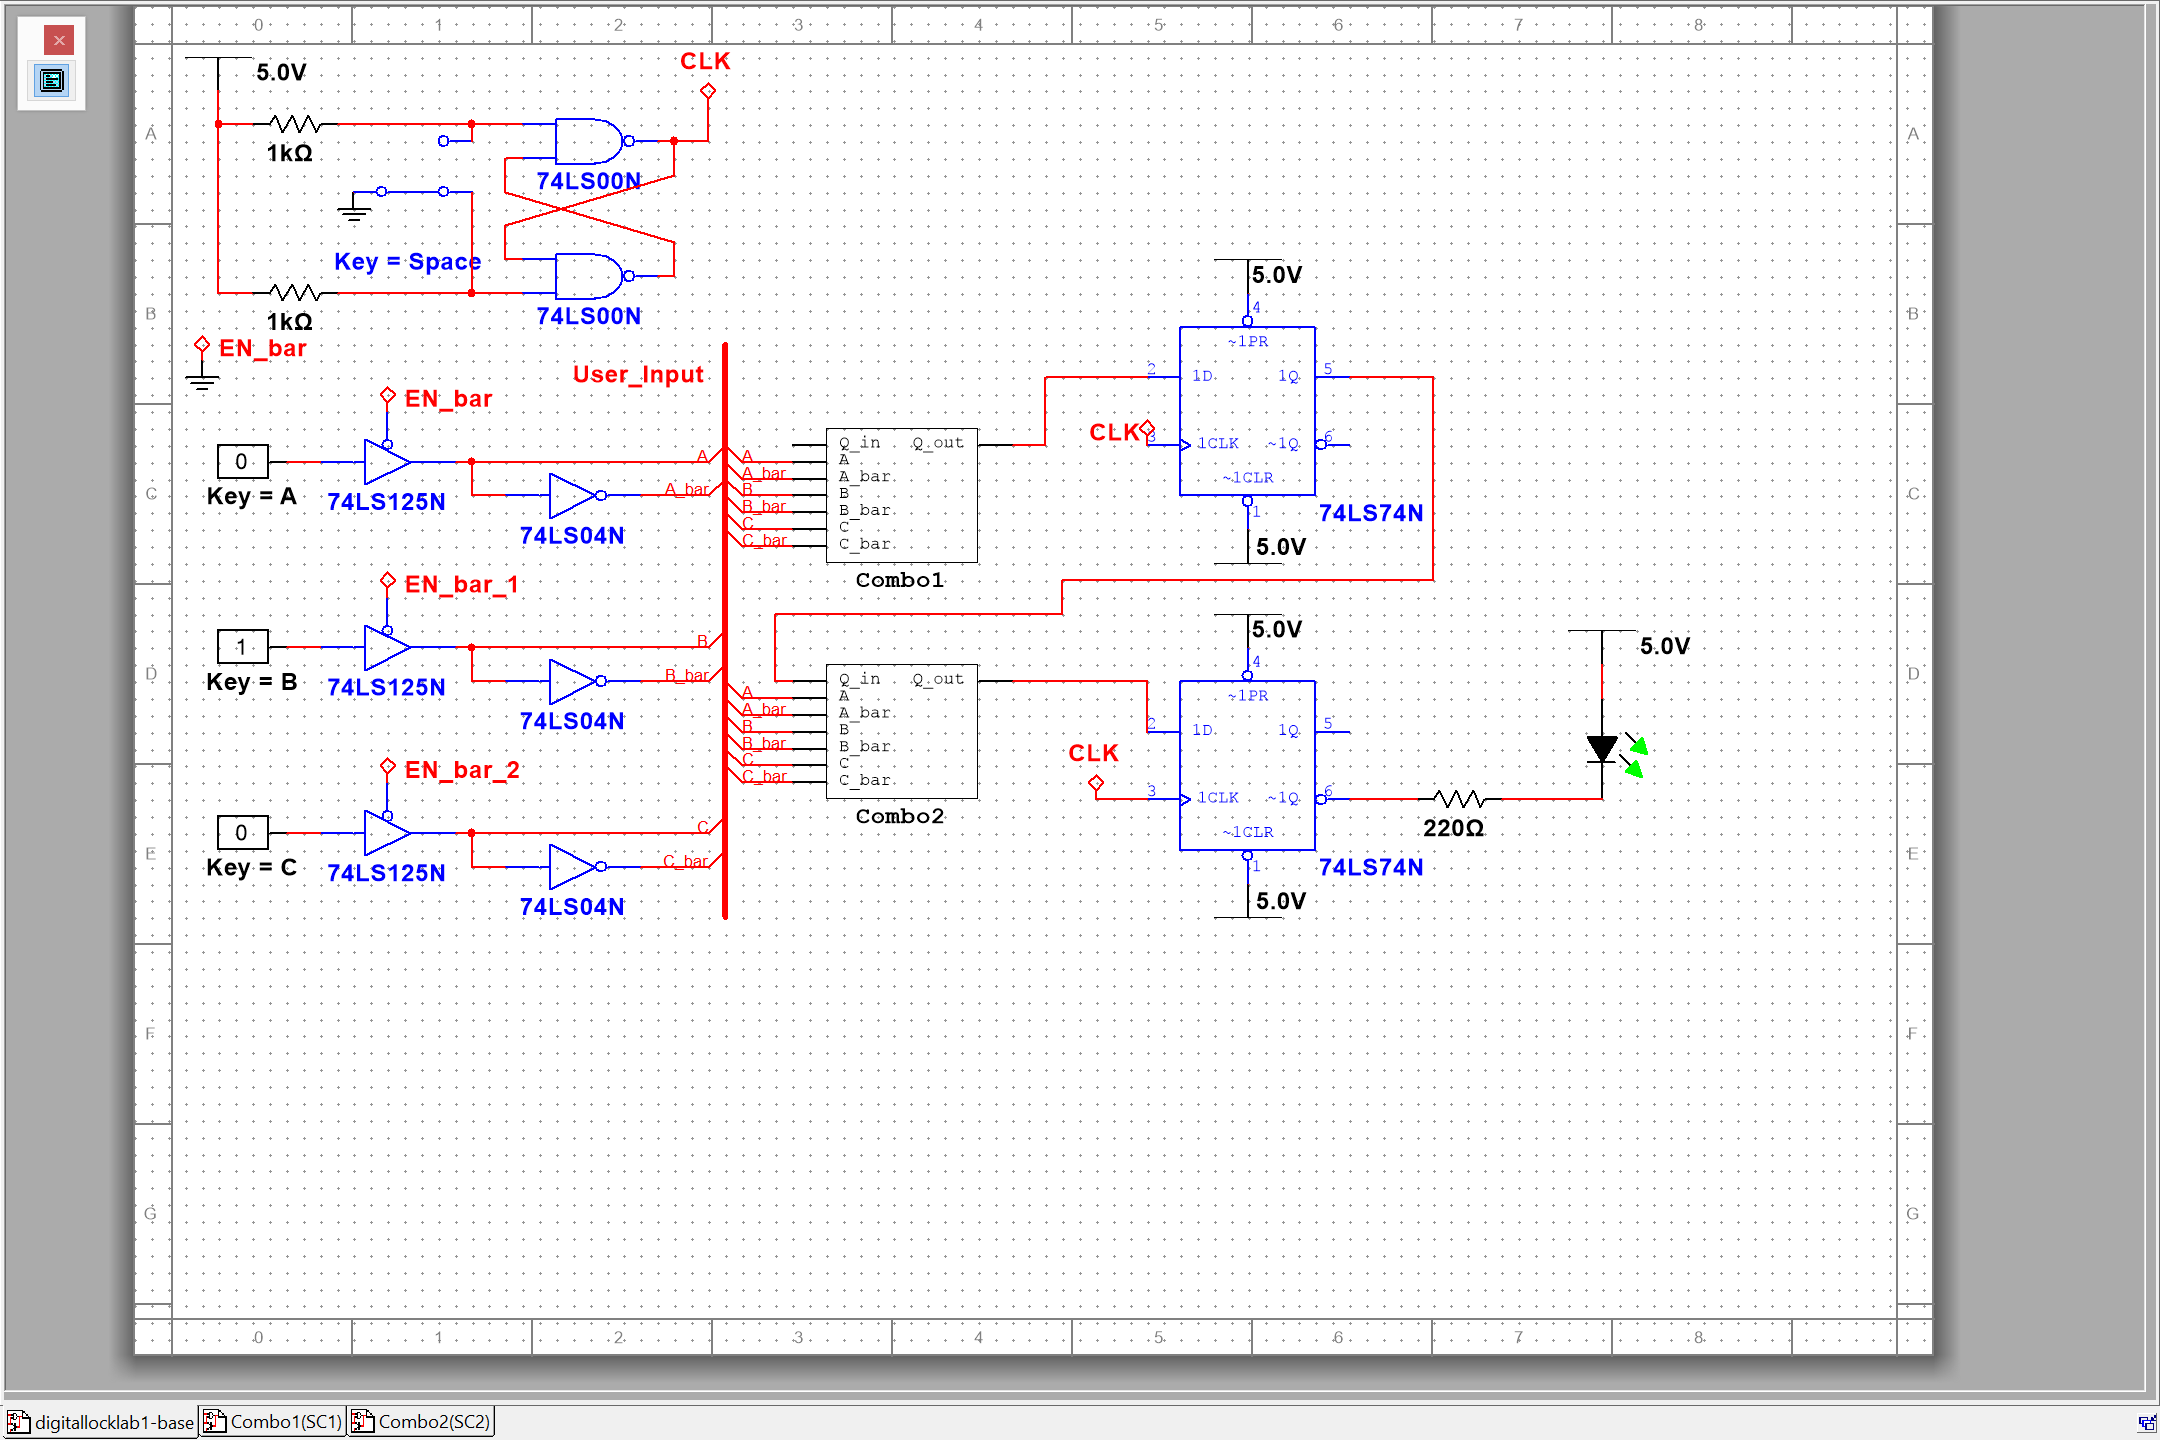 0 1 2 3 4 5 6 7 8
5.0V
CLK
A A
1kΩ
74LS00N
Key = Space
B B
1kΩ
74LS00N
EN_bar
5.0V
4
~1PR
User_Input
2 1D 1Q 5
EN_bar
CLK
3 1CLK ~1Q 6
~1CLR
1
74LS74N
5.0V
0
Key = A
74LS125N
74LS04N
A
A_bar
C C
A
A_bar
B
B_bar
C
C_bar
Q_in Q_out
A
A_bar
B
B_bar
C
C_bar
Combo1
EN_bar_1
1
Key = B
74LS125N
74LS04N
B
B_bar
D D
5.0V
4
~1PR
5.0V
A
A_bar
B
B_bar
C
C_bar
Q_in Q_out
A
A_bar
B
B_bar
C
C_bar
Combo2
2 1D 1Q 5
CLK
3 1CLK ~1Q 6
~1CLR
1
74LS74N
5.0V
220Ω
EN_bar_2
0
Key = C
74LS125N
74LS04N
C
C_bar
E E
F F
G G
0 1 2 3 4 5 6 7 8
digitallocklab1-base Combo1(SC1) Combo2(SC2)